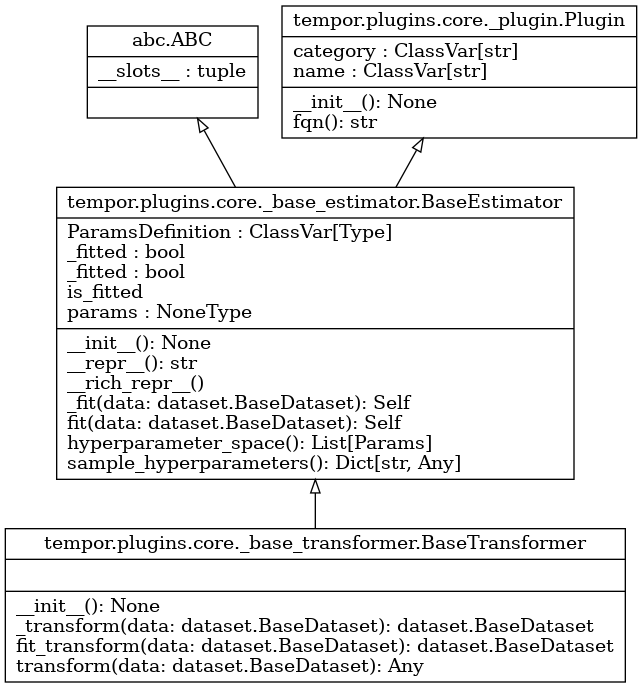 abc.ABC
__slots__ : tuple
tempor.plugins.core._plugin.Plugin
category : ClassVar[str]
name : ClassVar[str]
__init__(): None
fqn(): str
tempor.plugins.core._base_estimator.BaseEstimator
ParamsDefinition : ClassVar[Type]
_fitted : bool
_fitted : bool
is_fitted
params : NoneType
__init__(): None
__repr__(): str
__rich_repr__()
_fit(data: dataset.BaseDataset): Self
fit(data: dataset.BaseDataset): Self
hyperparameter_space(): List[Params]
sample_hyperparameters(): Dict[str, Any]
tempor.plugins.core._base_transformer.BaseTransformer
__init__(): None
_transform(data: dataset.BaseDataset): dataset.BaseDataset
fit_transform(data: dataset.BaseDataset): dataset.BaseDataset
transform(data: dataset.BaseDataset): Any